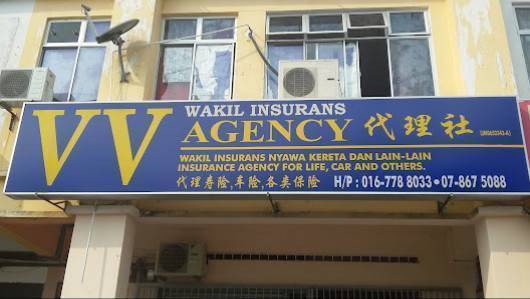 VV
WAKIL INSURANS
AGENCY 代理社
WAKIL INSURANS NYAWA KERETA DAN LAIN-LAIN
INSURANCE AGENCY FOR LIFE, CAR AND OTHERS.
代理寿险,车险,各类保险 H/P : 016-778 8033 • 07-867 5088